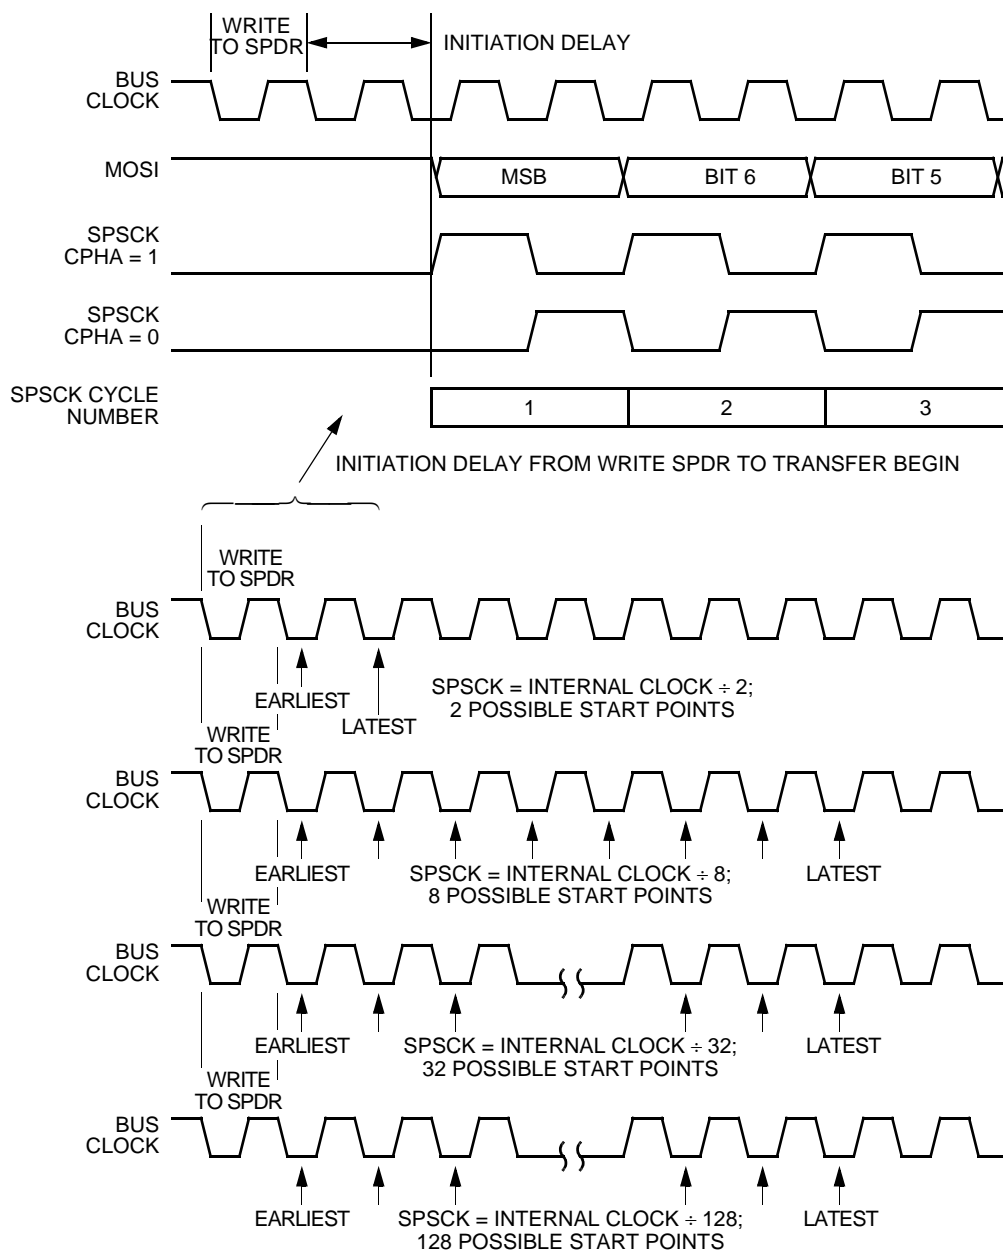 WRITE
TO SPDR
INITIATION DELAY
BUS
CLOCK
MOSI
MSB
BIT 6
BIT 5
SPSCK
CPHA = 1
SPSCK
CPHA = 0
SPSCK CYCLE
NUMBER
1
2
3
INITIATION DELAY FROM WRITE SPDR TO TRANSFER BEGIN
WRITE
TO SPDR
BUS
CLOCK
EARLIEST
LATEST
SPSCK = INTERNAL CLOCK ÷ 2;
2 POSSIBLE START POINTS
WRITE
TO SPDR
BUS
CLOCK
EARLIEST
SPSCK = INTERNAL CLOCK ÷ 8;
8 POSSIBLE START POINTS
LATEST
WRITE
TO SPDR
BUS
CLOCK
EARLIEST
SPSCK = INTERNAL CLOCK ÷ 32;
32 POSSIBLE START POINTS
LATEST
WRITE
TO SPDR
BUS
CLOCK
EARLIEST
SPSCK = INTERNAL CLOCK ÷ 128;
128 POSSIBLE START POINTS
LATEST